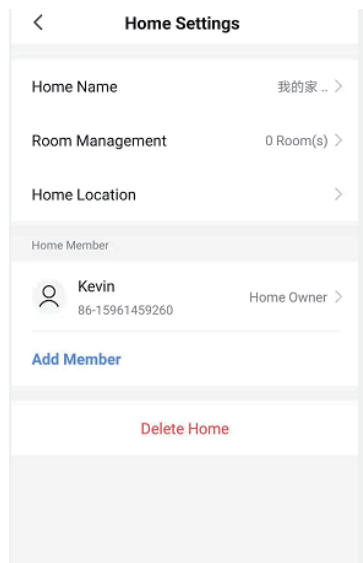 Home Settings
Home Name 我的家 ..
Room Management 0 Room(s)
Home Location
Home Member
Kevin
86-15961459260
Home Owner
Add Member
Delete Home